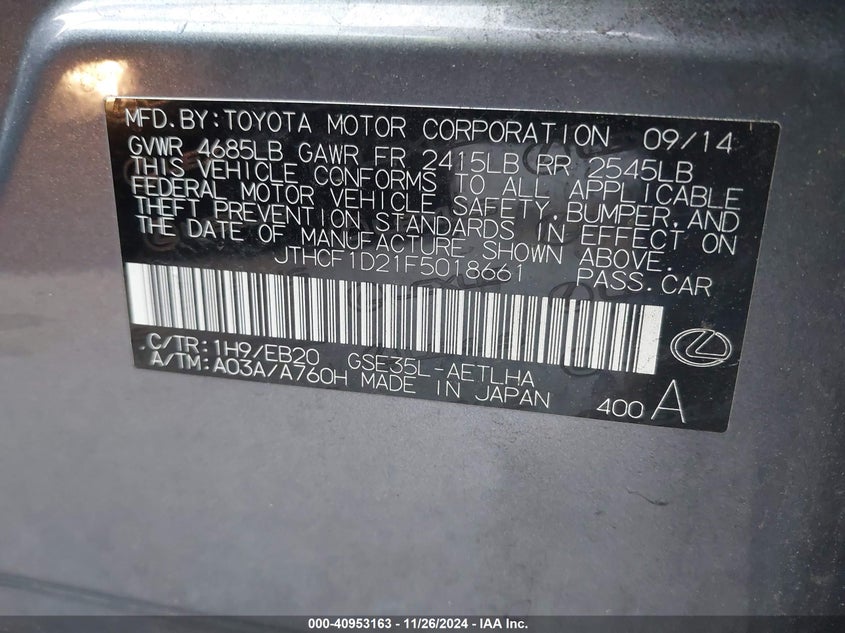 MFD.BY:TOYOTA MOTOR CORPORATION 09/14
GVWR 4685LB GAWR FR 2415LB RR 2545LB
THIS VEHICLE CONFORMS TO ALL APPLICABLE
FEDERAL MOTOR VEHICLE SAFETY,BUMPER,AND
THEFT PREVENTION STANDARDS IN EFFECT ON
THE DATE OF MANUFACTURE SHOWN ABOVE.
JTHCF1D21F5018661 PASS.CAR
C/TR:1H9/EB20 GSE35L-AETLHA
A/TM:A03A/A760H MADE IN JAPAN 400 A
000-40953163 - 11/26/2024 - IAA Inc.